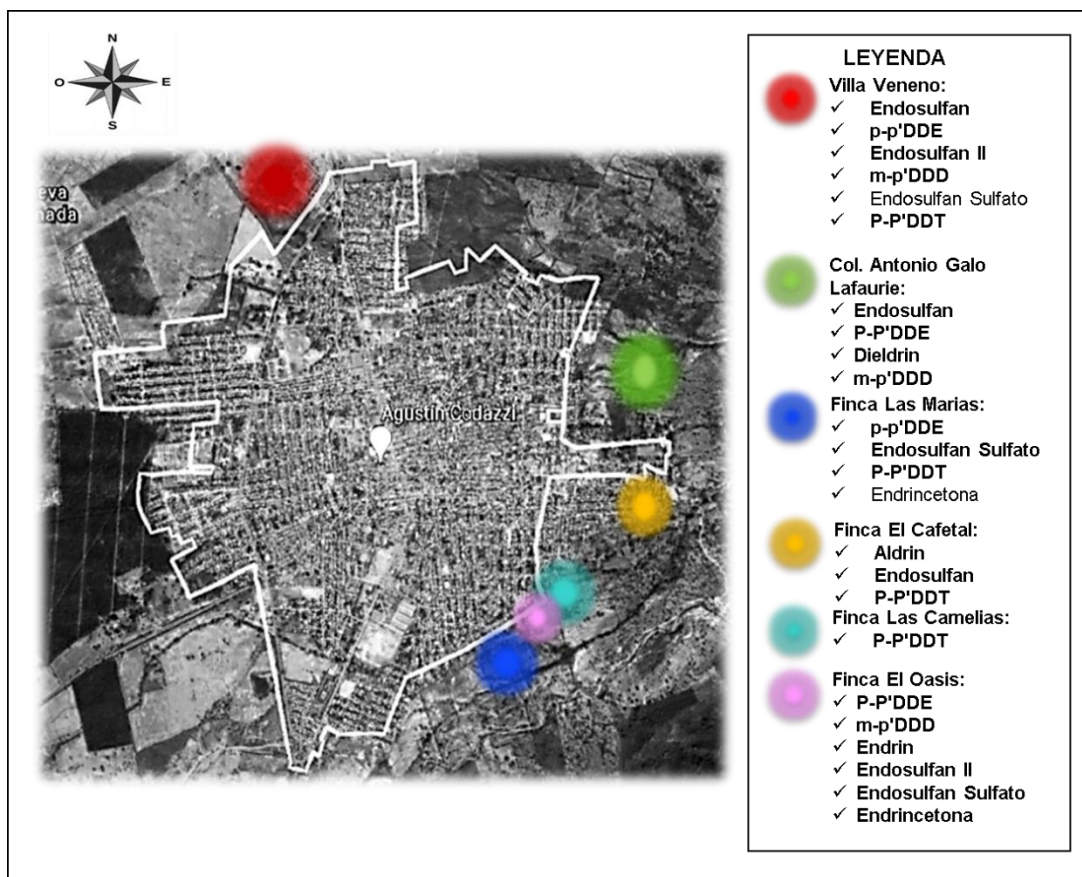 N
O
E
S
eva
nada
Agustín Codazzi
LEYENDA
Villa Veneno:
✓ Endosulfan
✓ p-p'DDE
✓ Endosulfan II
✓ m-p'DDD
✓ Endosulfan Sulfato
✓ P-P'DDT
Col. Antonio Galo
Lafaurie:
✓ Endosulfan
✓ P-P'DDE
✓ Dieldrin
✓ m-p'DDD
Finca Las Marias:
✓ p-p'DDE
✓ Endosulfan Sulfato
✓ P-P'DDT
✓ Endrincetona
Finca El Cafetal:
✓ Aldrin
✓ Endosulfan
✓ P-P'DDT
Finca Las Camelias:
✓ P-P'DDT
Finca El Oasis:
✓ P-P'DDE
✓ m-p'DDD
✓ Endrin
✓ Endosulfan II
✓ Endosulfan Sulfato
✓ Endrincetona